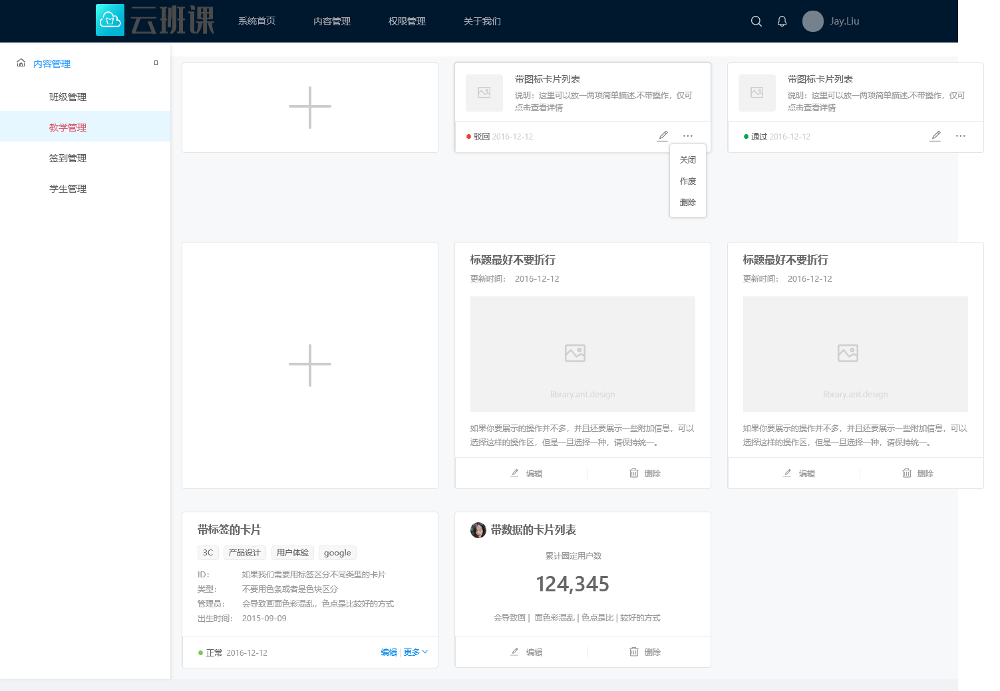 云班课
系统首页 内容管理 权限管理 关于我们 Jay.Liu
内容管理
班级管理
教学管理
签到管理
学生管理
带图标卡片列表
说明：这里可以放一两项简单描述,不带操作，仅可
点击查看详情
驳回 2016-12-12
关闭
作废
删除
带图标卡片列表
说明：这里可以放一两项简单描述,不带操作，仅可
点击查看详情
通过 2016-12-12
标题最好不要折行
更新时间： 2016-12-12
library.ant.design
如果你要展示的操作并不多，并且还要展示一些附加信息，可以
选择这样的操作区，但是一旦选择一种，请保持统一。
编辑 删除
标题最好不要折行
更新时间： 2016-12-12
library.ant.design
如果你要展示的操作并不多，并且还要展示一些附加信息，可以
选择这样的操作区，但是一旦选择一种，请保持统一。
编辑 删除
带标签的卡片
3C 产品设计 用户体验 google
ID： 如果我们需要用标签区分不同类型的卡片
类型： 不要用色条或者是色块区分
管理员： 会导致画面色彩混乱，色点是比较好的方式
出生时间： 2015-09-09
正常 2016-12-12 编辑 | 更多
带数据的卡片列表
累计圈定用户数
124,345
会导致画 | 面色彩混乱 | 色点是比 | 较好的方式
编辑 删除